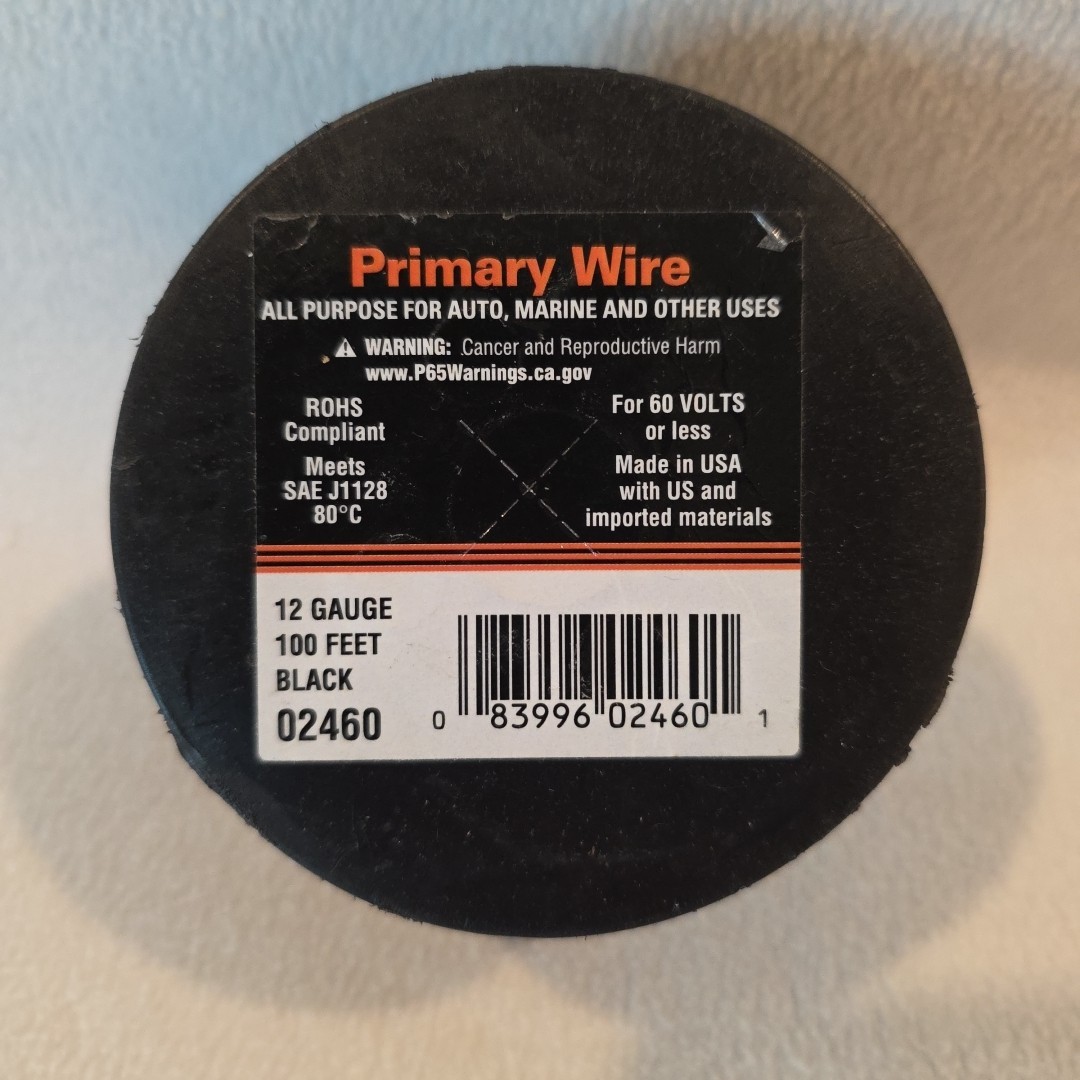 Primary Wire
ALL PURPOSE FOR AUTO, MARINE AND OTHER USES
WARNING: Cancer and Reproductive Harm
www.P65Warnings.ca.gov
ROHS
Compliant
Meets
SAE J1128
80°C
For 60 VOLTS
or less
Made in USA
with US and
imported materials
12 GAUGE
100 FEET
BLACK
02460
0 83996 02460 1